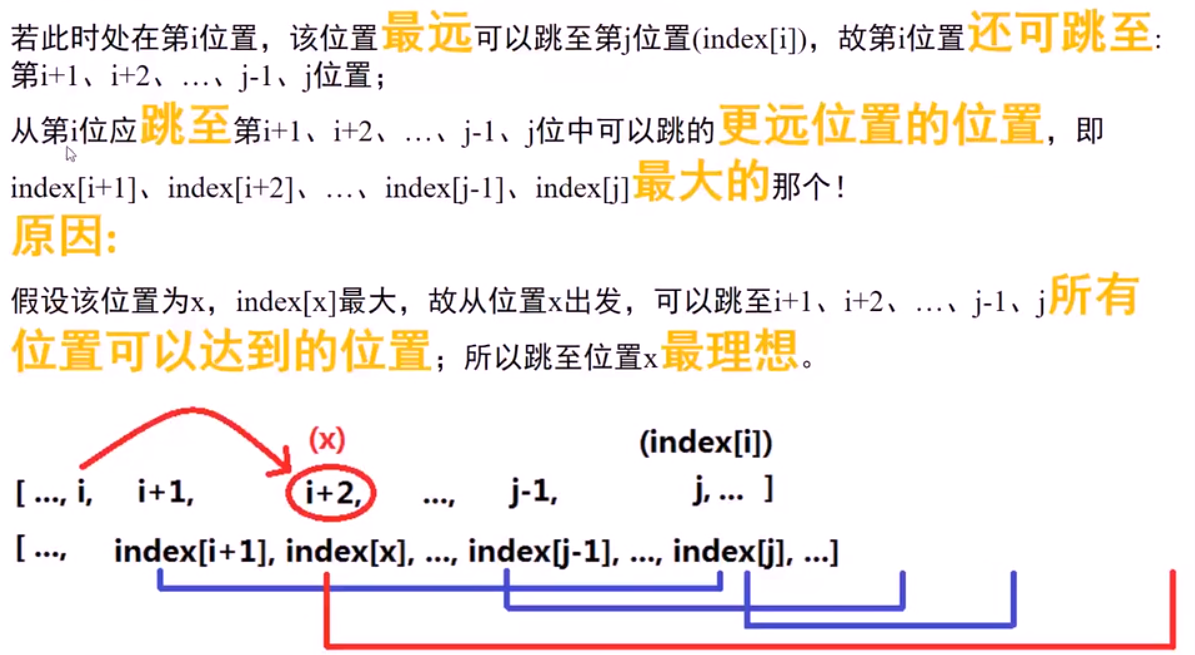 若此时处在第i位置，该位置最远可以跳至第j位置(index[i])，故第i位置还可跳至:
第i+1、i+2、…、j-1、j位置；
从第i位应跳至第i+1、i+2、…、j-1、j位中可以跳的更远位置的位置，即
index[i+1]、index[i+2]、…、index[j-1]、index[j]最大的那个！
原因:
假设该位置为x，index[x]最大，故从位置x出发，可以跳至i+1、i+2、…、j-1、j所有
位置可以达到的位置；所以跳至位置x最理想。
(x) (index[i])
[ ..., i, i+1, i+2, ..., j-1, j, ... ]
[ ..., index[i+1], index[x], ..., index[j-1], ..., index[j], ...]